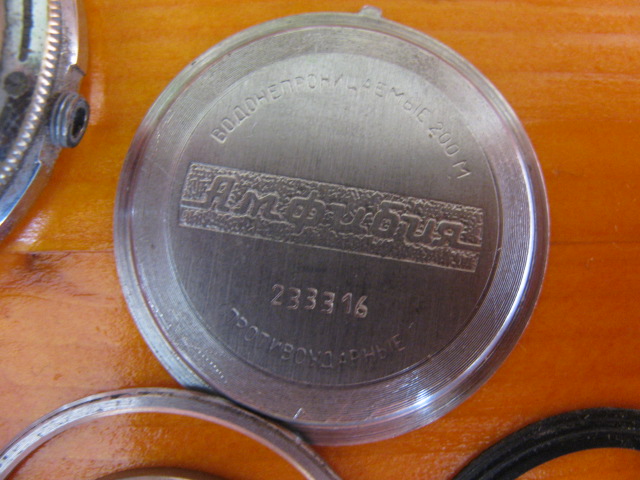 ВОДОНЕПРОНИЦАЕМЫЕ 200 М
Амфибия
233316
ПРОТИВОУДАРНЫЕ